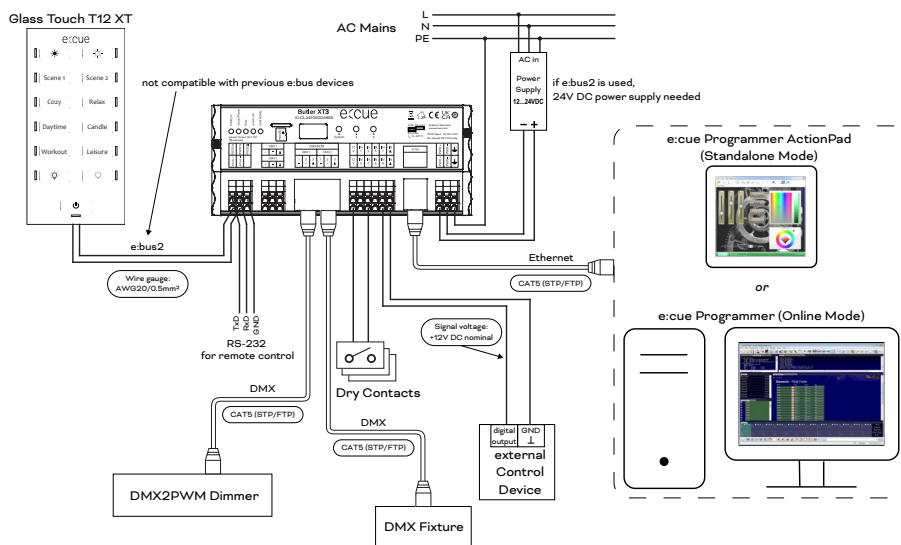 Glass Touch T12 XT
e:cue
Scene 1
Scene 2
Cozy
Relax
Daytime
Candle
Workout
Leisure
not compatible with previous e:bus devices
e:bus2
Wire gauge:
AWG20/0.5mm²
Butler XT3
e:cue
AC Mains
L
N
PE
AC in
Power
Supply
12...24VDC
– +
if e:bus2 is used,
24V DC power supply needed
TxD
RxD
GND
RS-232
for remote control
DMX
CAT5 (STP/FTP)
DMX2PWM Dimmer
DMX
CAT5 (STP/FTP)
DMX Fixture
Dry Contacts
Signal voltage:
+12V DC nominal
digital
output
GND
external
Control
Device
Ethernet
CAT5 (STP/FTP)
e:cue Programmer ActionPad
(Standalone Mode)
or
e:cue Programmer (Online Mode)